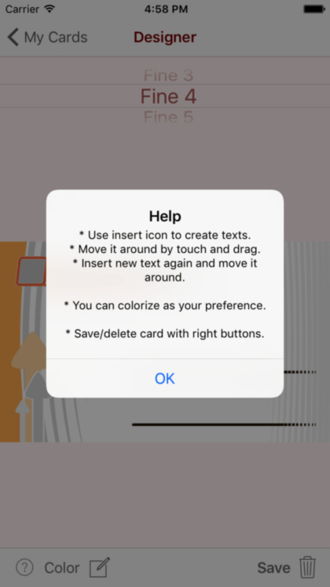 Carrier 4:58 PM
My Cards Designer
Fine 3
Fine 4
Fine 5
Help
* Use insert icon to create texts.
* Move it around by touch and drag.
* Insert new text again and move it
around.
* You can colorize as your preference.
* Save/delete card with right buttons.
OK
? Color Save